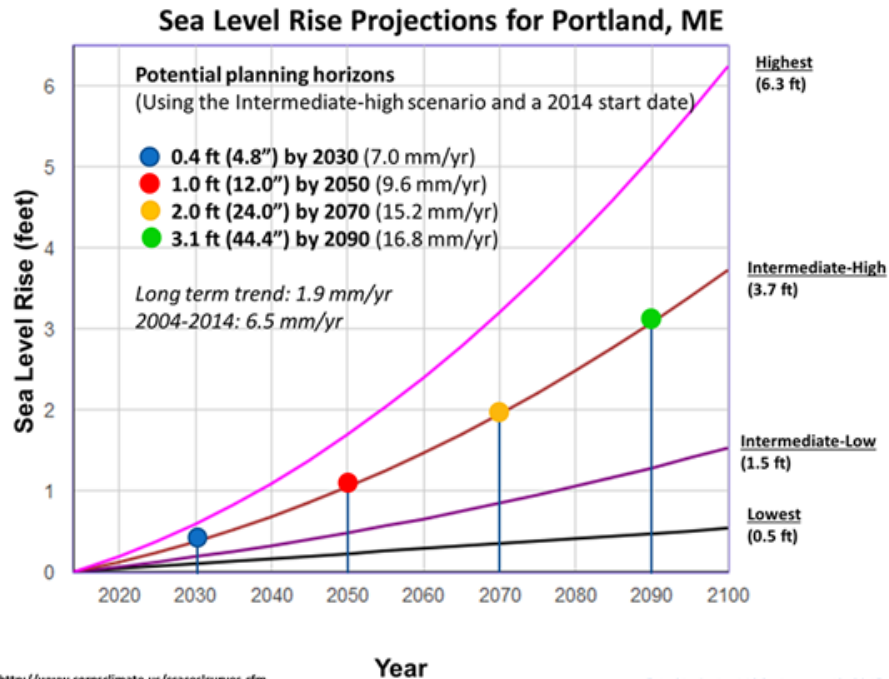 Sea Level Rise Projections for Portland, ME
Potential planning horizons
(Using the Intermediate-high scenario and a 2014 start date)
0.4 ft (4.8”) by 2030 (7.0 mm/yr)
1.0 ft (12.0”) by 2050 (9.6 mm/yr)
2.0 ft (24.0”) by 2070 (15.2 mm/yr)
3.1 ft (44.4”) by 2090 (16.8 mm/yr)
Long term trend: 1.9 mm/yr
2004-2014: 6.5 mm/yr
Highest
(6.3 ft)
Intermediate-High
(3.7 ft)
Intermediate-Low
(1.5 ft)
Lowest
(0.5 ft)
Sea Level Rise (feet)
6
5
4
3
2
1
0
2020 2030 2040 2050 2060 2070 2080 2090 2100
Year